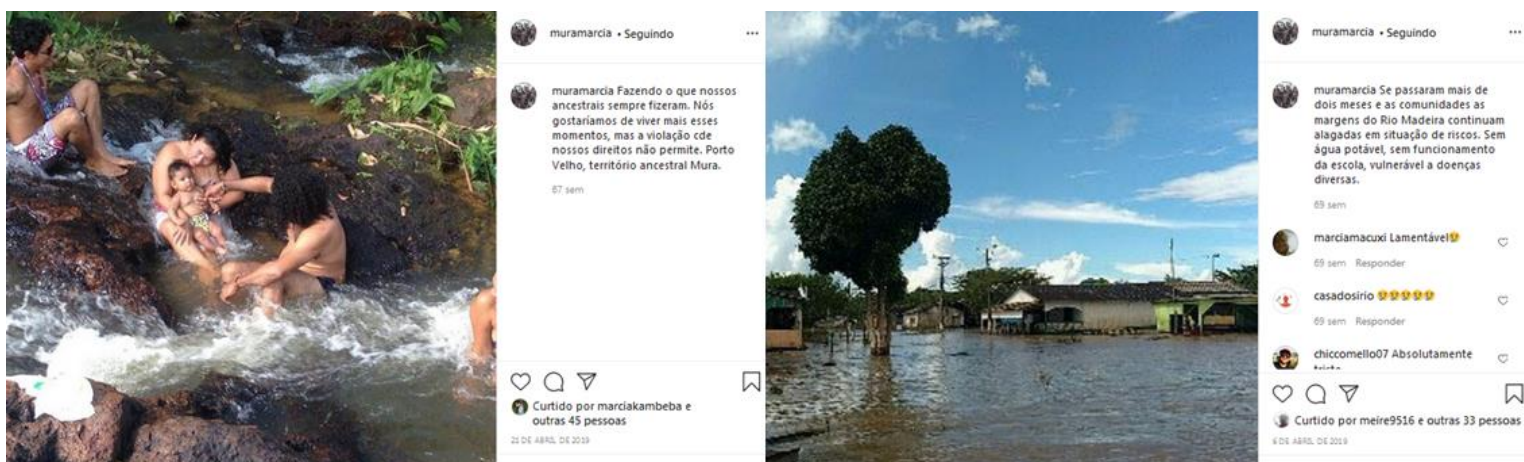 muramarcia • Seguindo
muramarcia Fazendo o que nossos
ancestrais sempre fizeram. Nós
gostaríamos de viver mais esses
momentos, mas a violação cde
nossos direitos não permite. Porto
Velho, território ancestral Mura.
67 sem
Curtido por marciakambeba e
outras 45 pessoas
21 DE ABRIL DE 2019
muramarcia • Seguindo
muramarcia Se passaram mais de
dois meses e as comunidades as
margens do Rio Madeira continuam
alagadas em situação de riscos. Sem
água potável, sem funcionamento
da escola, vulnerável a doenças
diversas.
69 sem
marciamacuxi Lamentável😢
69 sem Responder
casadosirio 😢😢😢😢😢
69 sem Responder
chiccomello07 Absolutamente
triste
Curtido por meire9516 e outras 33 pessoas
6 DE ABRIL DE 2019